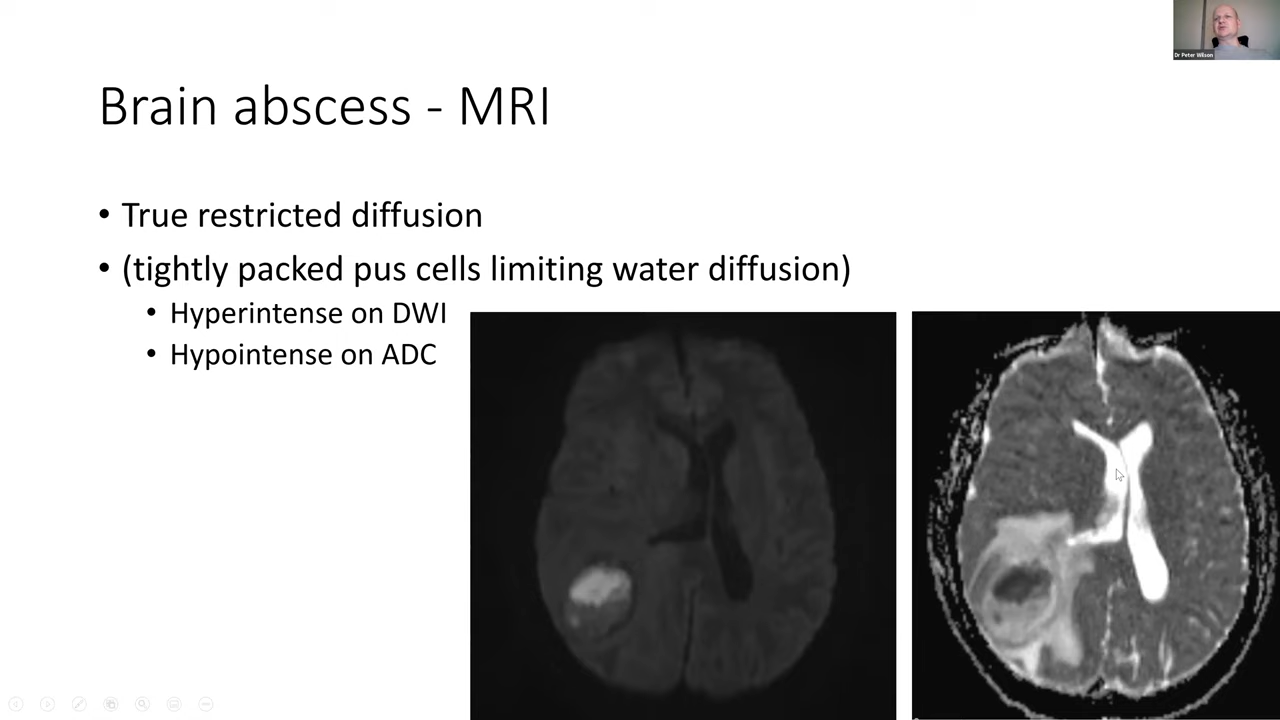 Dr Peter Wilson
Brain abscess - MRI
• True restricted diffusion
• (tightly packed pus cells limiting water diffusion)
• Hyperintense on DWI
• Hypointense on ADC